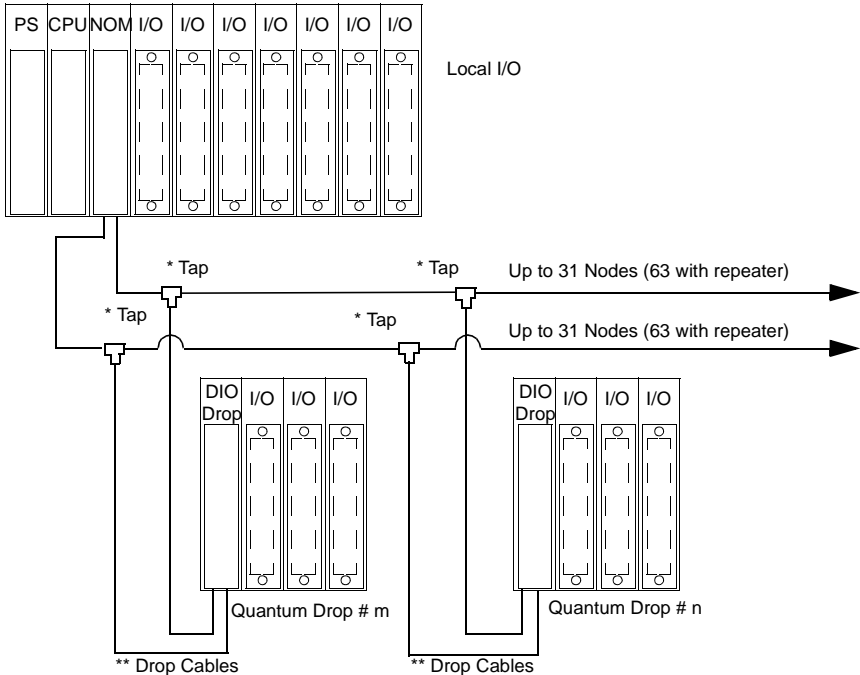 PS CPU NOM I/O I/O I/O I/O I/O I/O I/O
Local I/O
* Tap
* Tap
Up to 31 Nodes (63 with repeater)
* Tap
* Tap
Up to 31 Nodes (63 with repeater)
DIO Drop I/O I/O I/O
DIO Drop I/O I/O I/O
Quantum Drop # m
Quantum Drop # n
** Drop Cables
** Drop Cables